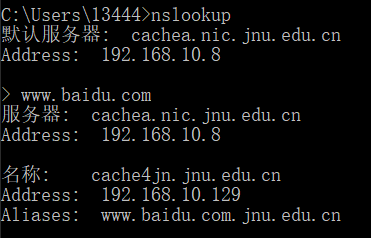 C:\Users\13444>nslookup
默认服务器:  cachea.nic.jnu.edu.cn
Address:  192.168.10.8
> www.baidu.com
服务器:  cachea.nic.jnu.edu.cn
Address:  192.168.10.8
名称:    cache4jn.jnu.edu.cn
Address:  192.168.10.129
Aliases:  www.baidu.com.jnu.edu.cn